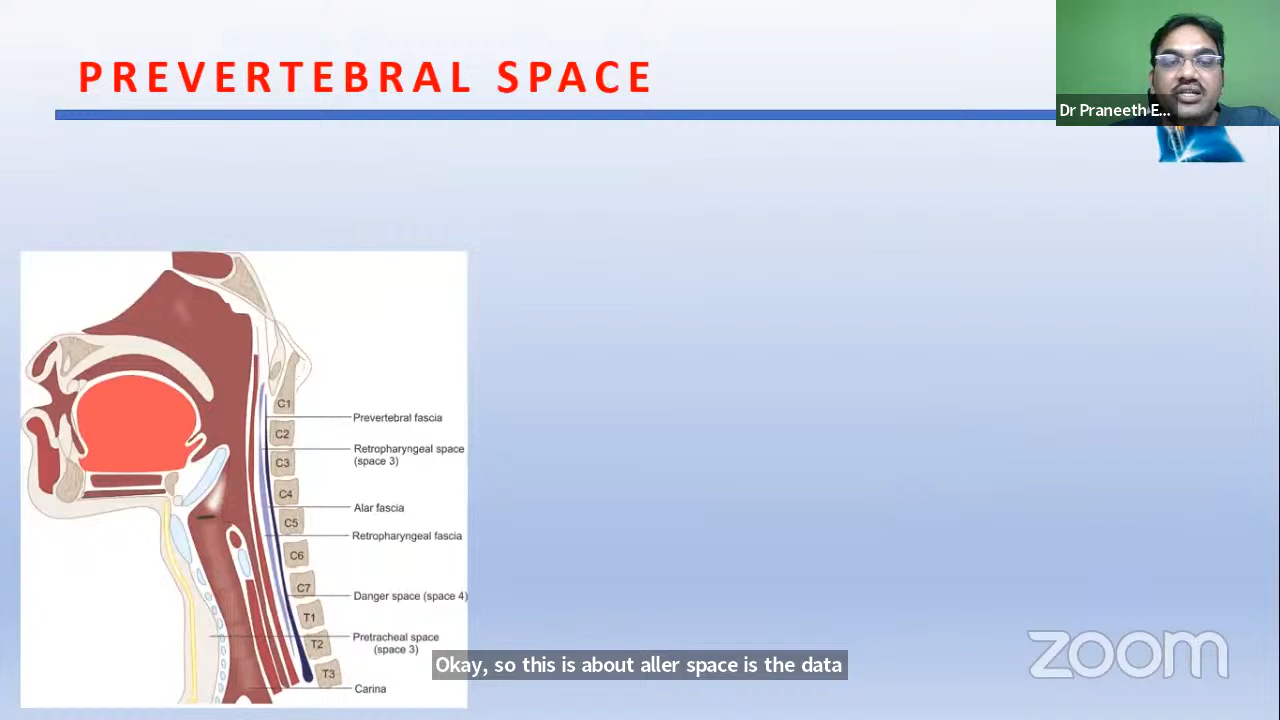 PREVERTEBRAL SPACE
Dr Praneeth E...
C1
Prevertebral fascia
C2
Retropharyngeal space
(space 3)
C3
C4
Alar fascia
C5
Retropharyngeal fascia
C6
C7
Danger space (space 4)
T1
Pretracheal space
(space 3)
T2
T3
Carina
Okay, so this is about aller space is the data
zoom